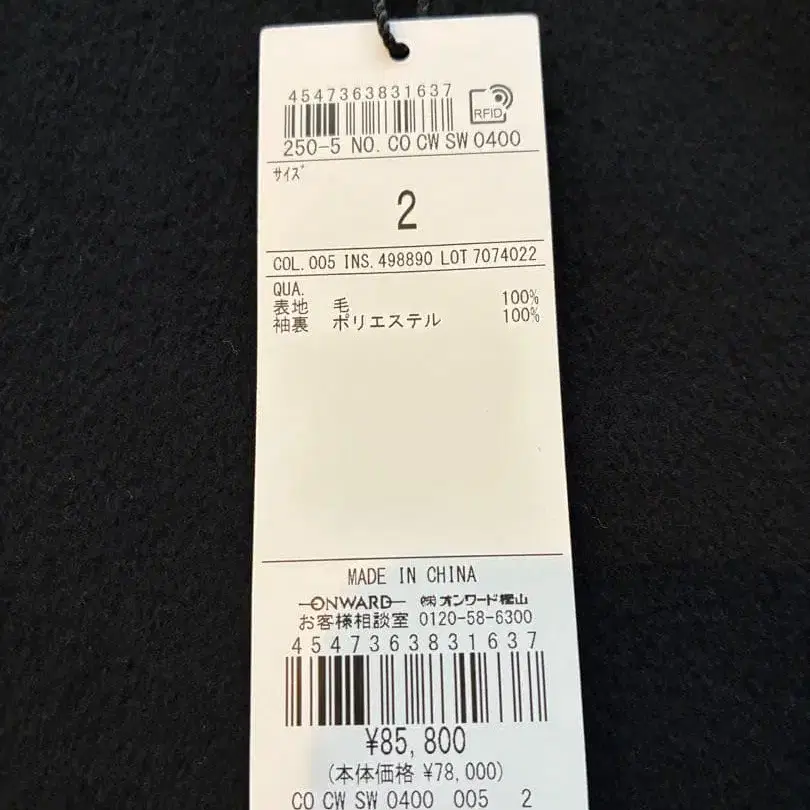 4547363831637
RFID
250-5 NO. CO CW SW 0400
サイズ
2
COL. 005 INS. 498890 LOT 7074022
QUA.
表地 毛 100%
袖裏 ポリエステル 100%
MADE IN CHINA
ONWARD ㈱オンワード樫山
お客様相談室 0120-58-6300
4547363831637
¥85,800
(本体価格 ¥78,000)
CO CW SW 0400 005 2